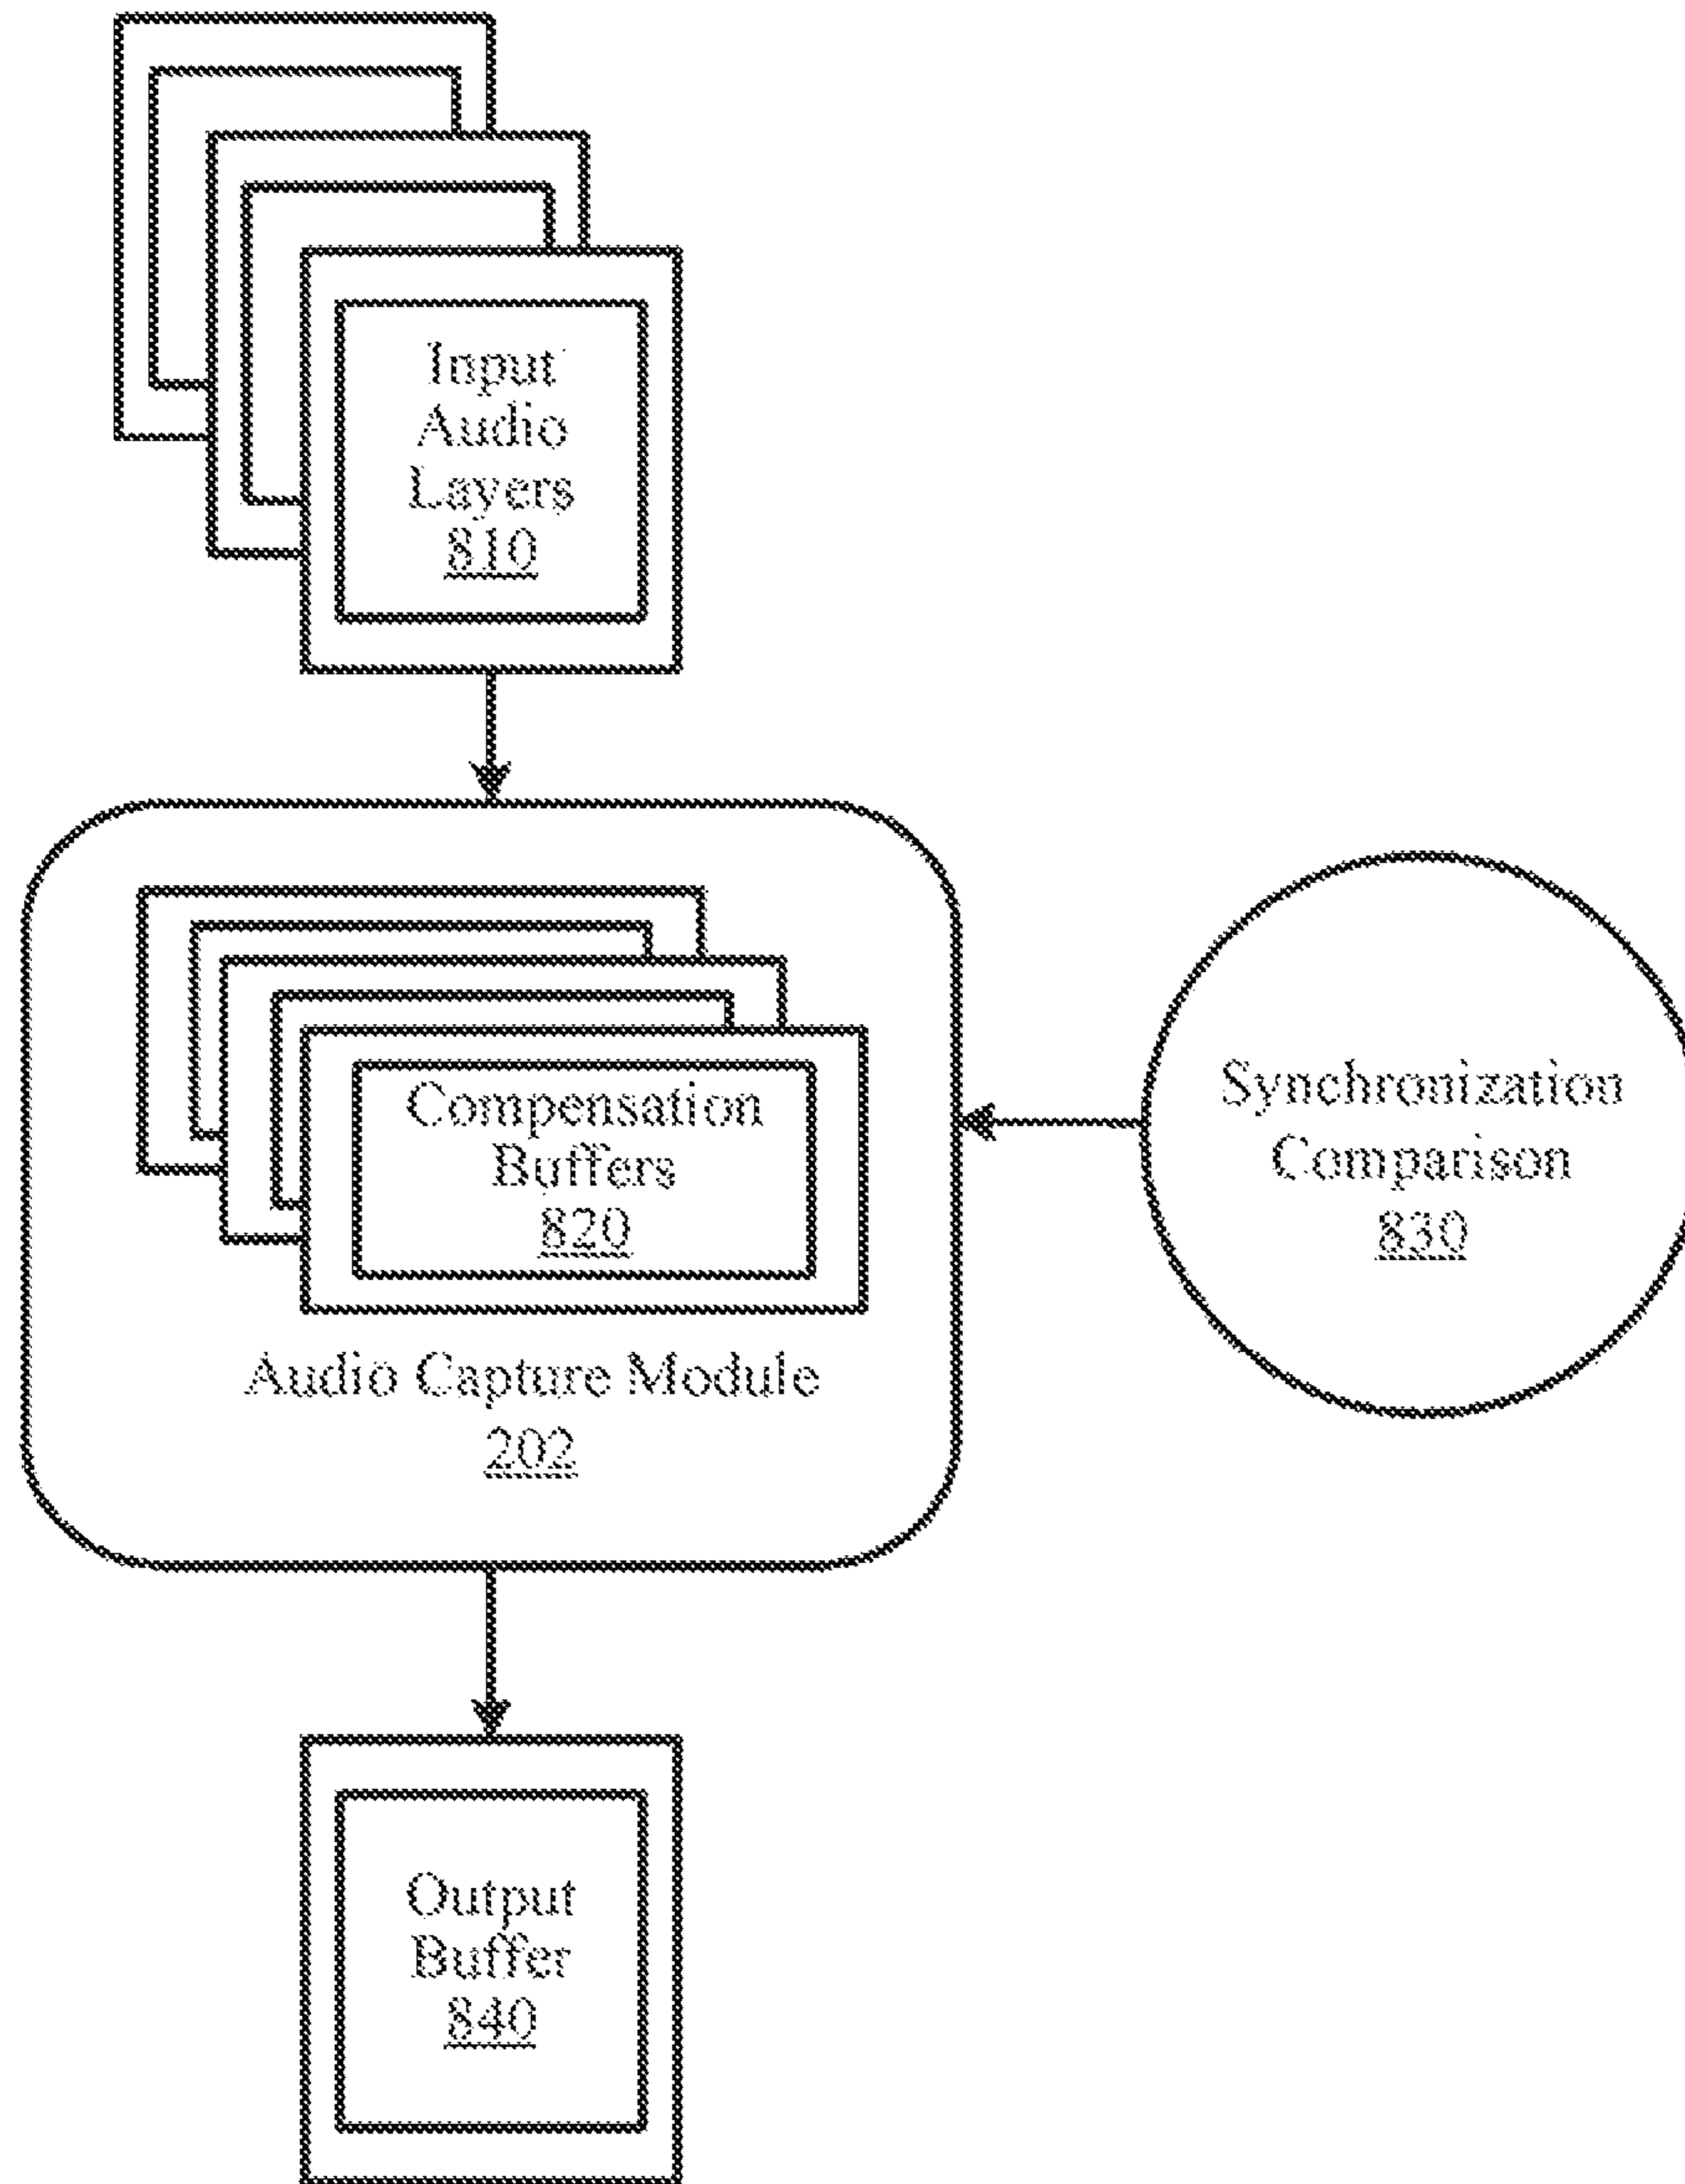 Input
Audio
Layers
810
Compensation
Buffers
820
Audio Capture Module
202
Synchronization
Comparison
830
Output
Buffer
840